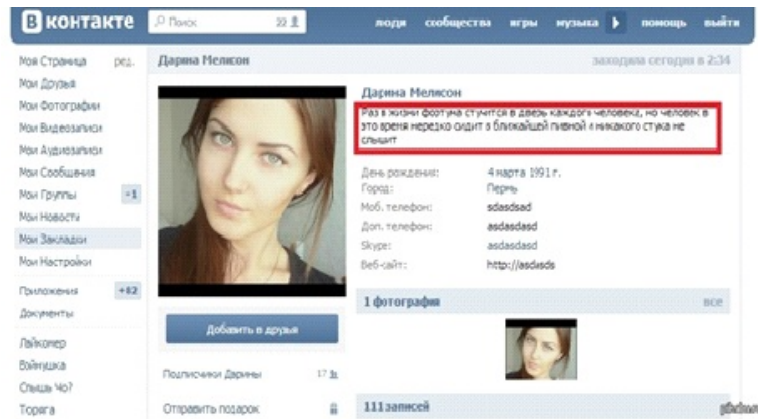 В контакте
Поиск
люди сообщества игры музыка помощь выйти
Моя Страница ред.
Мои Друзья
Мои Фотографии
Мои Видеозаписи
Мои Аудиозаписи
Мои Сообщения
Мои Группы +1
Мои Новости
Мои Закладки
Мои Настройки
Приложения +82
Документы
Лайкомер
Войнушка
Слышь Чо?
Торяга
Дарина Мелисон
заходила сегодня в 2:34
Добавить в друзья
Подписчики Дарины 17
Отправить подарок
Дарина Мелисон
Раз в жизни фортуна стучится в дверь каждого человека, но человек в
это время нередко сидит в ближайшей пивной и никакого стука не
слышит
День рождения: 4 марта 1991 г.
Город: Пермь
Моб. телефон: sdasdsad
Доп. телефон: asdasdasd
Skype: asdasdasd
Веб-сайт: http://asdasds
1 фотография все
111 записей